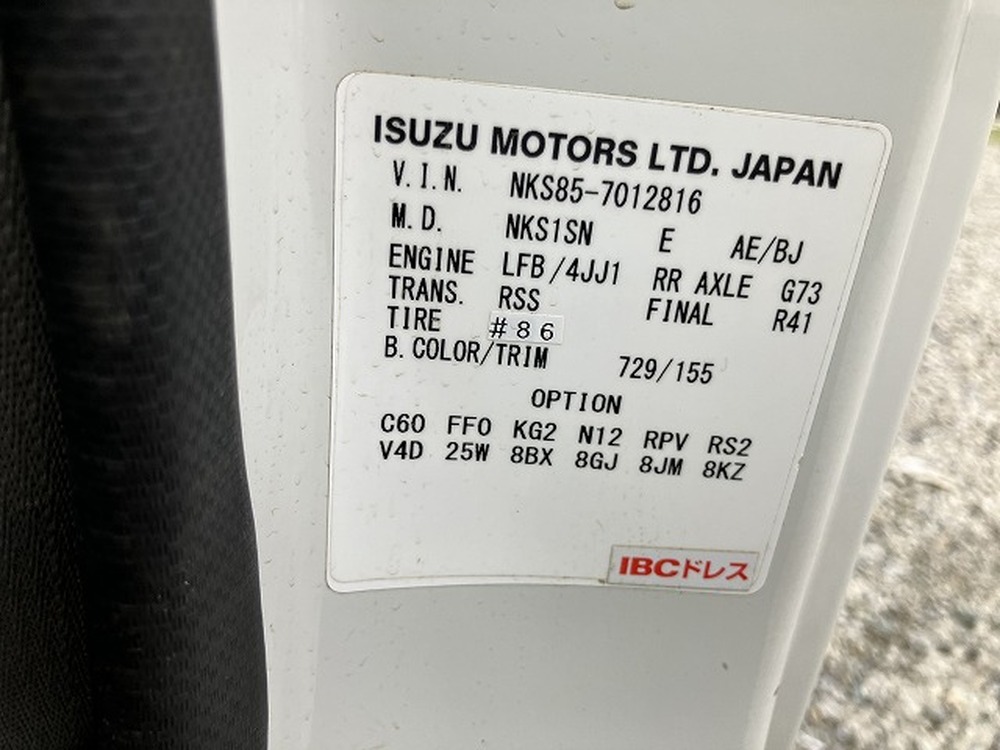 ISUZU MOTORS LTD. JAPAN
V.I.N. NKS85-7012816
M.D. NKS1SN E AE/BJ
ENGINE LFB/4JJ1 RR AXLE G73
TRANS. RSS FINAL R41
TIRE #86
B.COLOR/TRIM 729/155
OPTION
C60 FF0 KG2 N12 RPV RS2
V4D 25W 8BX 8GJ 8JM 8KZ
IBCドレス